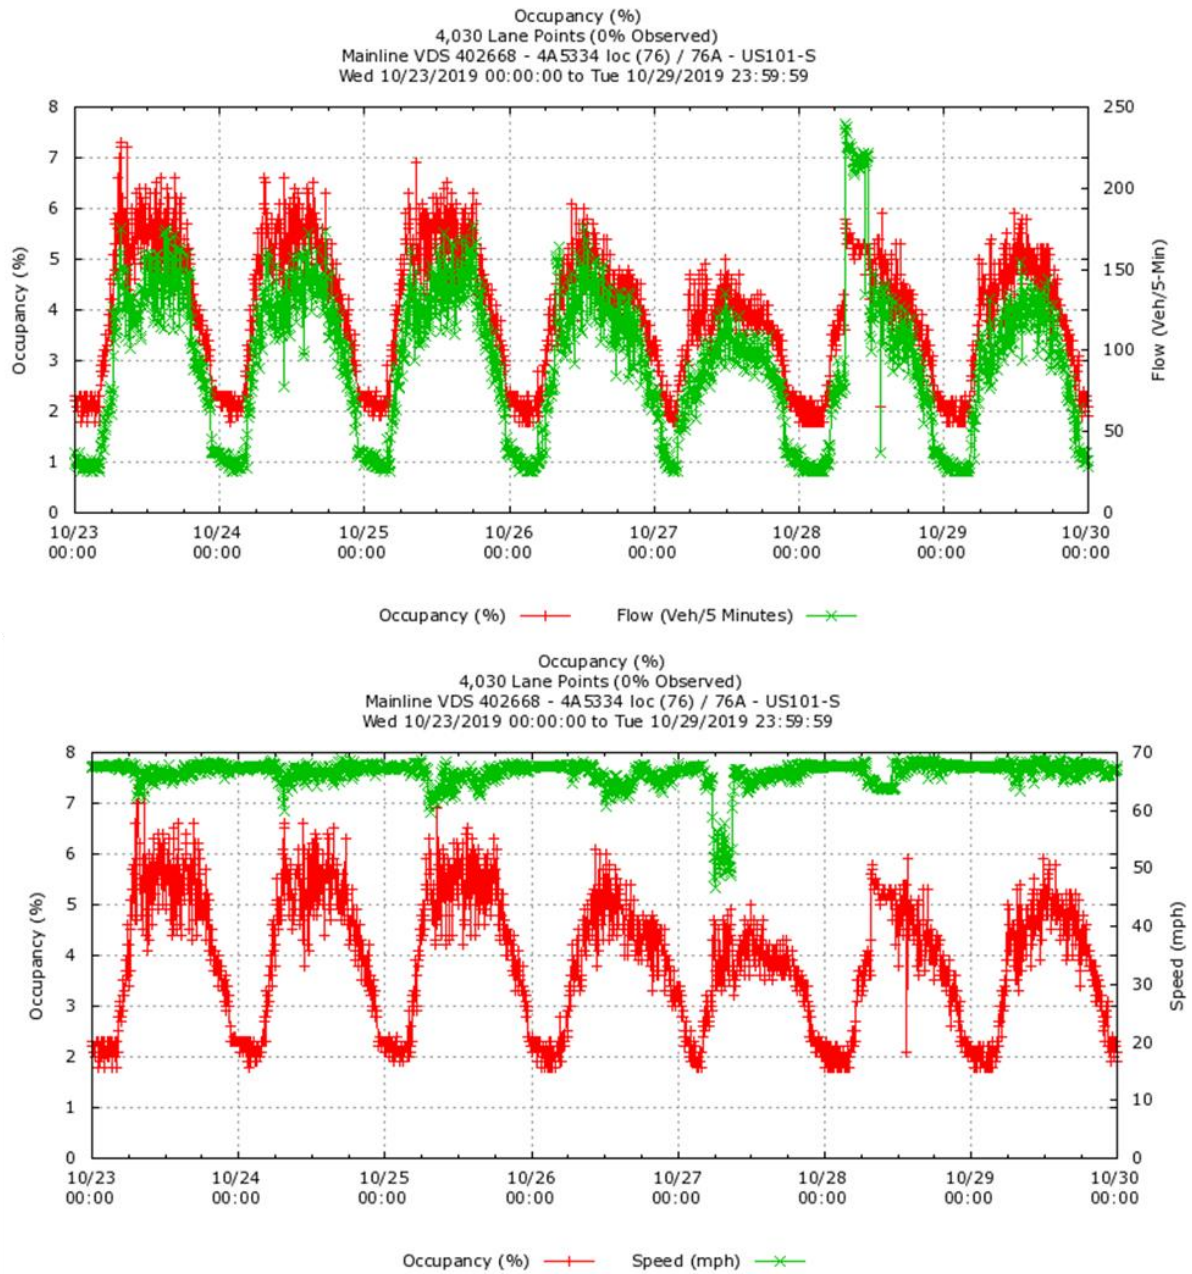 Occupancy (%)
4,030 Lane Points (0% Observed)
Mainline VDS 402668 - 4A5334 loc (76) / 76A - US101-S
Wed 10/23/2019 00:00:00 to Tue 10/29/2019 23:59:59
8
7
6
5
4
3
2
1
0
Occupancy (%)
250
200
150
100
50
0
Flow (Veh/5-Min)
10/23 10/24 10/25 10/26 10/27 10/28 10/29 10/30
00:00 00:00 00:00 00:00 00:00 00:00 00:00 00:00
Occupancy (%) Flow (Veh/5 Minutes)
Occupancy (%)
4,030 Lane Points (0% Observed)
Mainline VDS 402668 - 4A5334 loc (76) / 76A - US101-S
Wed 10/23/2019 00:00:00 to Tue 10/29/2019 23:59:59
8
7
6
5
4
3
2
1
0
Occupancy (%)
70
60
50
40
30
20
10
0
Speed (mph)
10/23 10/24 10/25 10/26 10/27 10/28 10/29 10/30
00:00 00:00 00:00 00:00 00:00 00:00 00:00 00:00
Occupancy (%) Speed (mph)